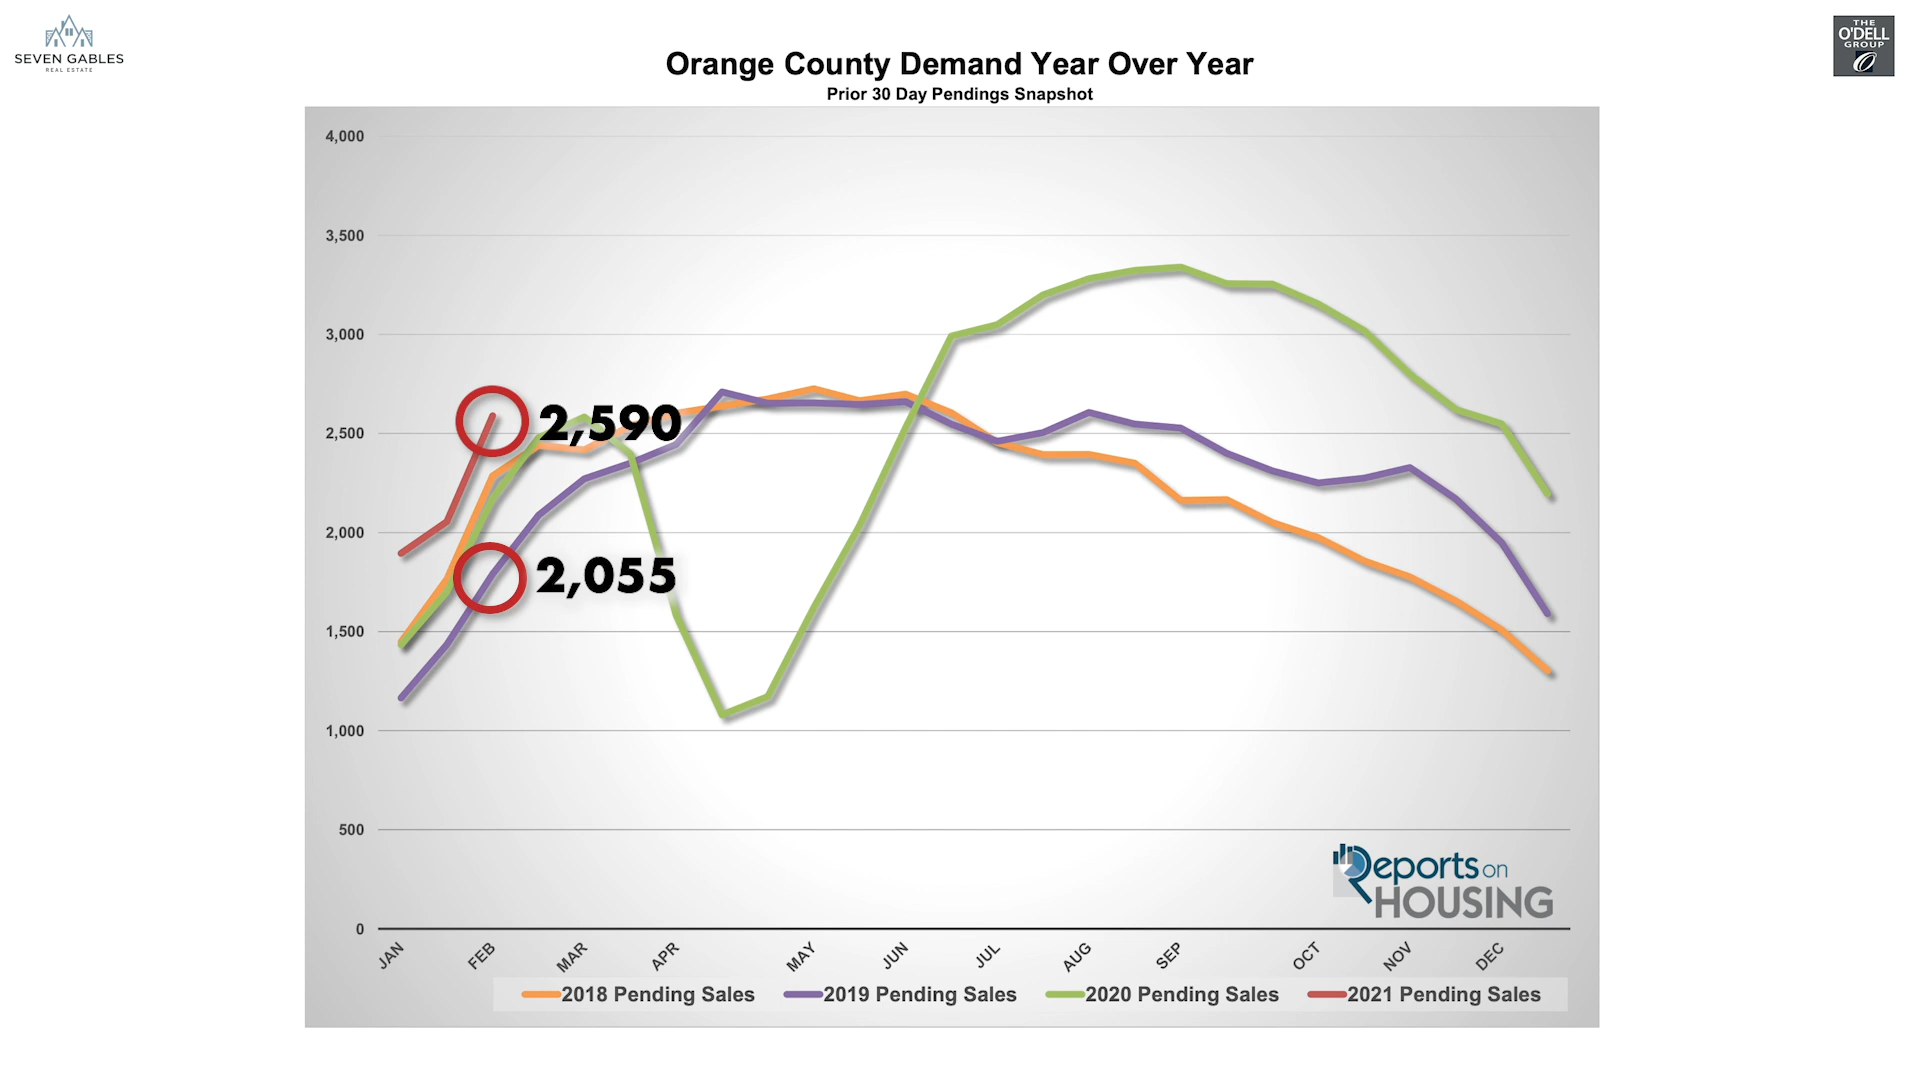 SEVEN GABLES
REAL ESTATE
THE
O'DELL
GROUP
Orange County Demand Year Over Year
Prior 30 Day Pendings Snapshot
4,000
3,500
3,000
2,500
2,000
1,500
1,000
500
0
2,590
2,055
Reports on
HOUSING
JAN FEB MAR APR MAY JUN JUL AUG SEP OCT NOV DEC
2018 Pending Sales 2019 Pending Sales 2020 Pending Sales 2021 Pending Sales